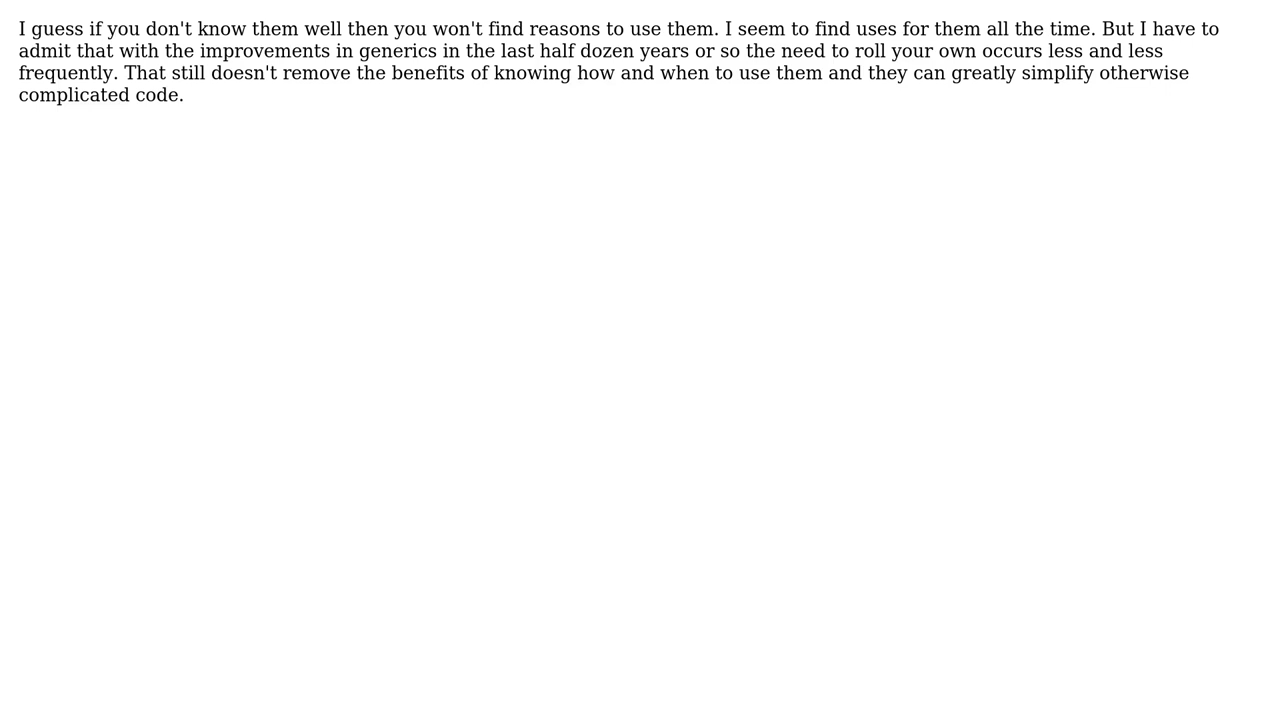 I guess if you don't know them well then you won't find reasons to use them. I seem to find uses for them all the time. But I have to
admit that with the improvements in generics in the last half dozen years or so the need to roll your own occurs less and less
frequently. That still doesn't remove the benefits of knowing how and when to use them and they can greatly simplify otherwise
complicated code.